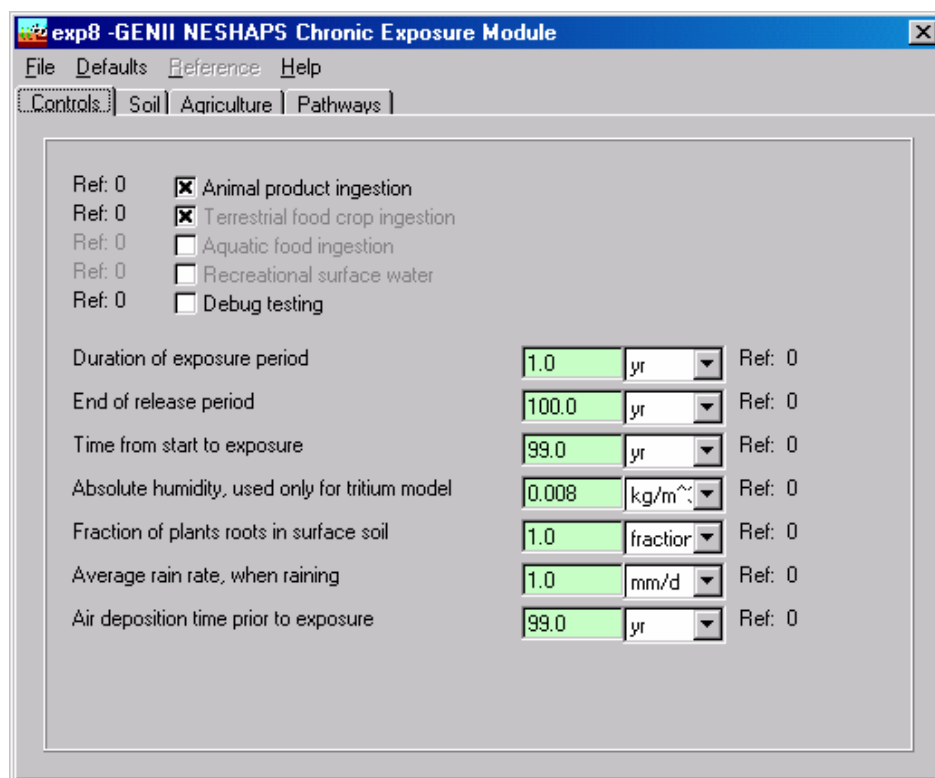 exp8 -GENII NESHAPS Chronic Exposure Module
File Defaults Reference Help
Controls Soil Agriculture Pathways
Ref: 0 Animal product ingestion
Ref: 0 Terrestrial food crop ingestion
Ref: 0 Aquatic food ingestion
Ref: 0 Recreational surface water
Ref: 0 Debug testing
Duration of exposure period 1.0 yr Ref: 0
End of release period 100.0 yr Ref: 0
Time from start to exposure 99.0 yr Ref: 0
Absolute humidity, used only for tritium model 0.008 kg/m^ Ref: 0
Fraction of plants roots in surface soil 1.0 fraction Ref: 0
Average rain rate, when raining 1.0 mm/d Ref: 0
Air deposition time prior to exposure 99.0 yr Ref: 0